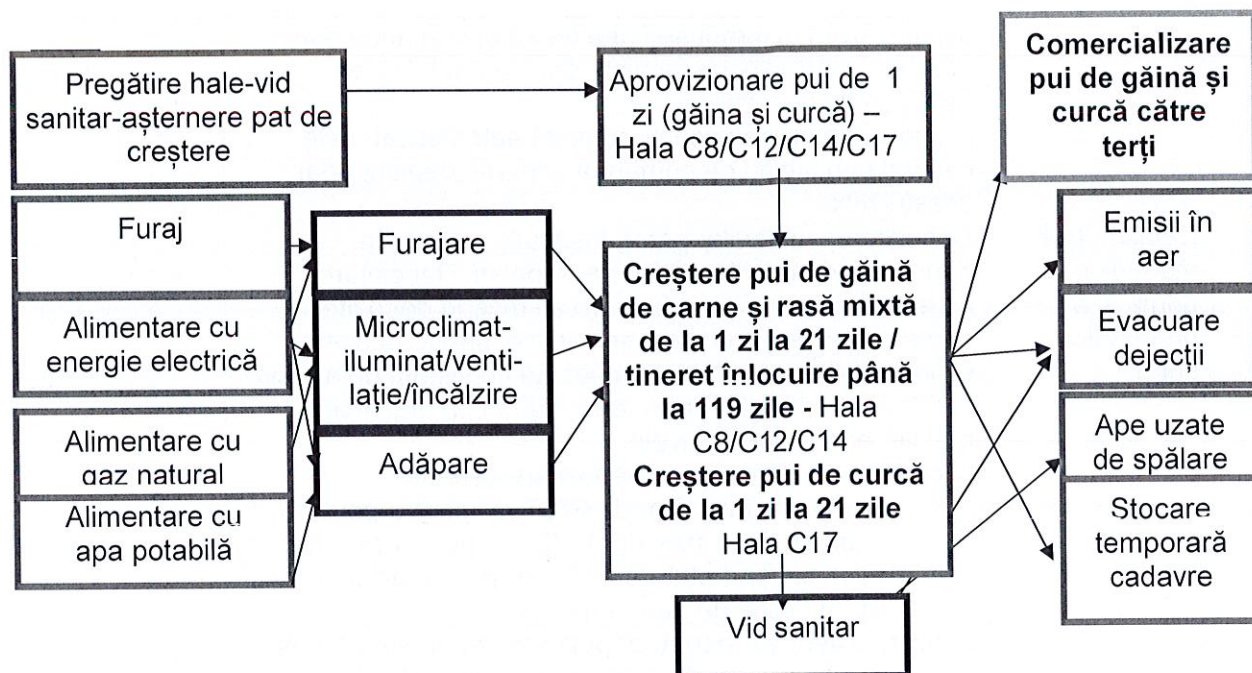 Pregătire hale-vid
sanitar-așternere pat de
creștere
Aprovizionare pui de 1
zi (găina și curcă) –
Hala C8/C12/C14/C17
Comercializare
pui de găină și
curcă către
terți
Furaj
Alimentare cu
energie electrică
Alimentare cu
gaz natural
Alimentare cu
apa potabilă
Furajare
Microclimat-
iluminat/venti-
lație/încălzire
Adăpare
Creștere pui de găină
de carne și rasă mixtă
de la 1 zi la 21 zile /
tineret înlocuire până
la 119 zile - Hala
C8/C12/C14
Creștere pui de curcă
de la 1 zi la 21 zile
Hala C17
Vid sanitar
Emisii în
aer
Evacuare
dejecții
Ape uzate
de spălare
Stocare
temporară
cadavre